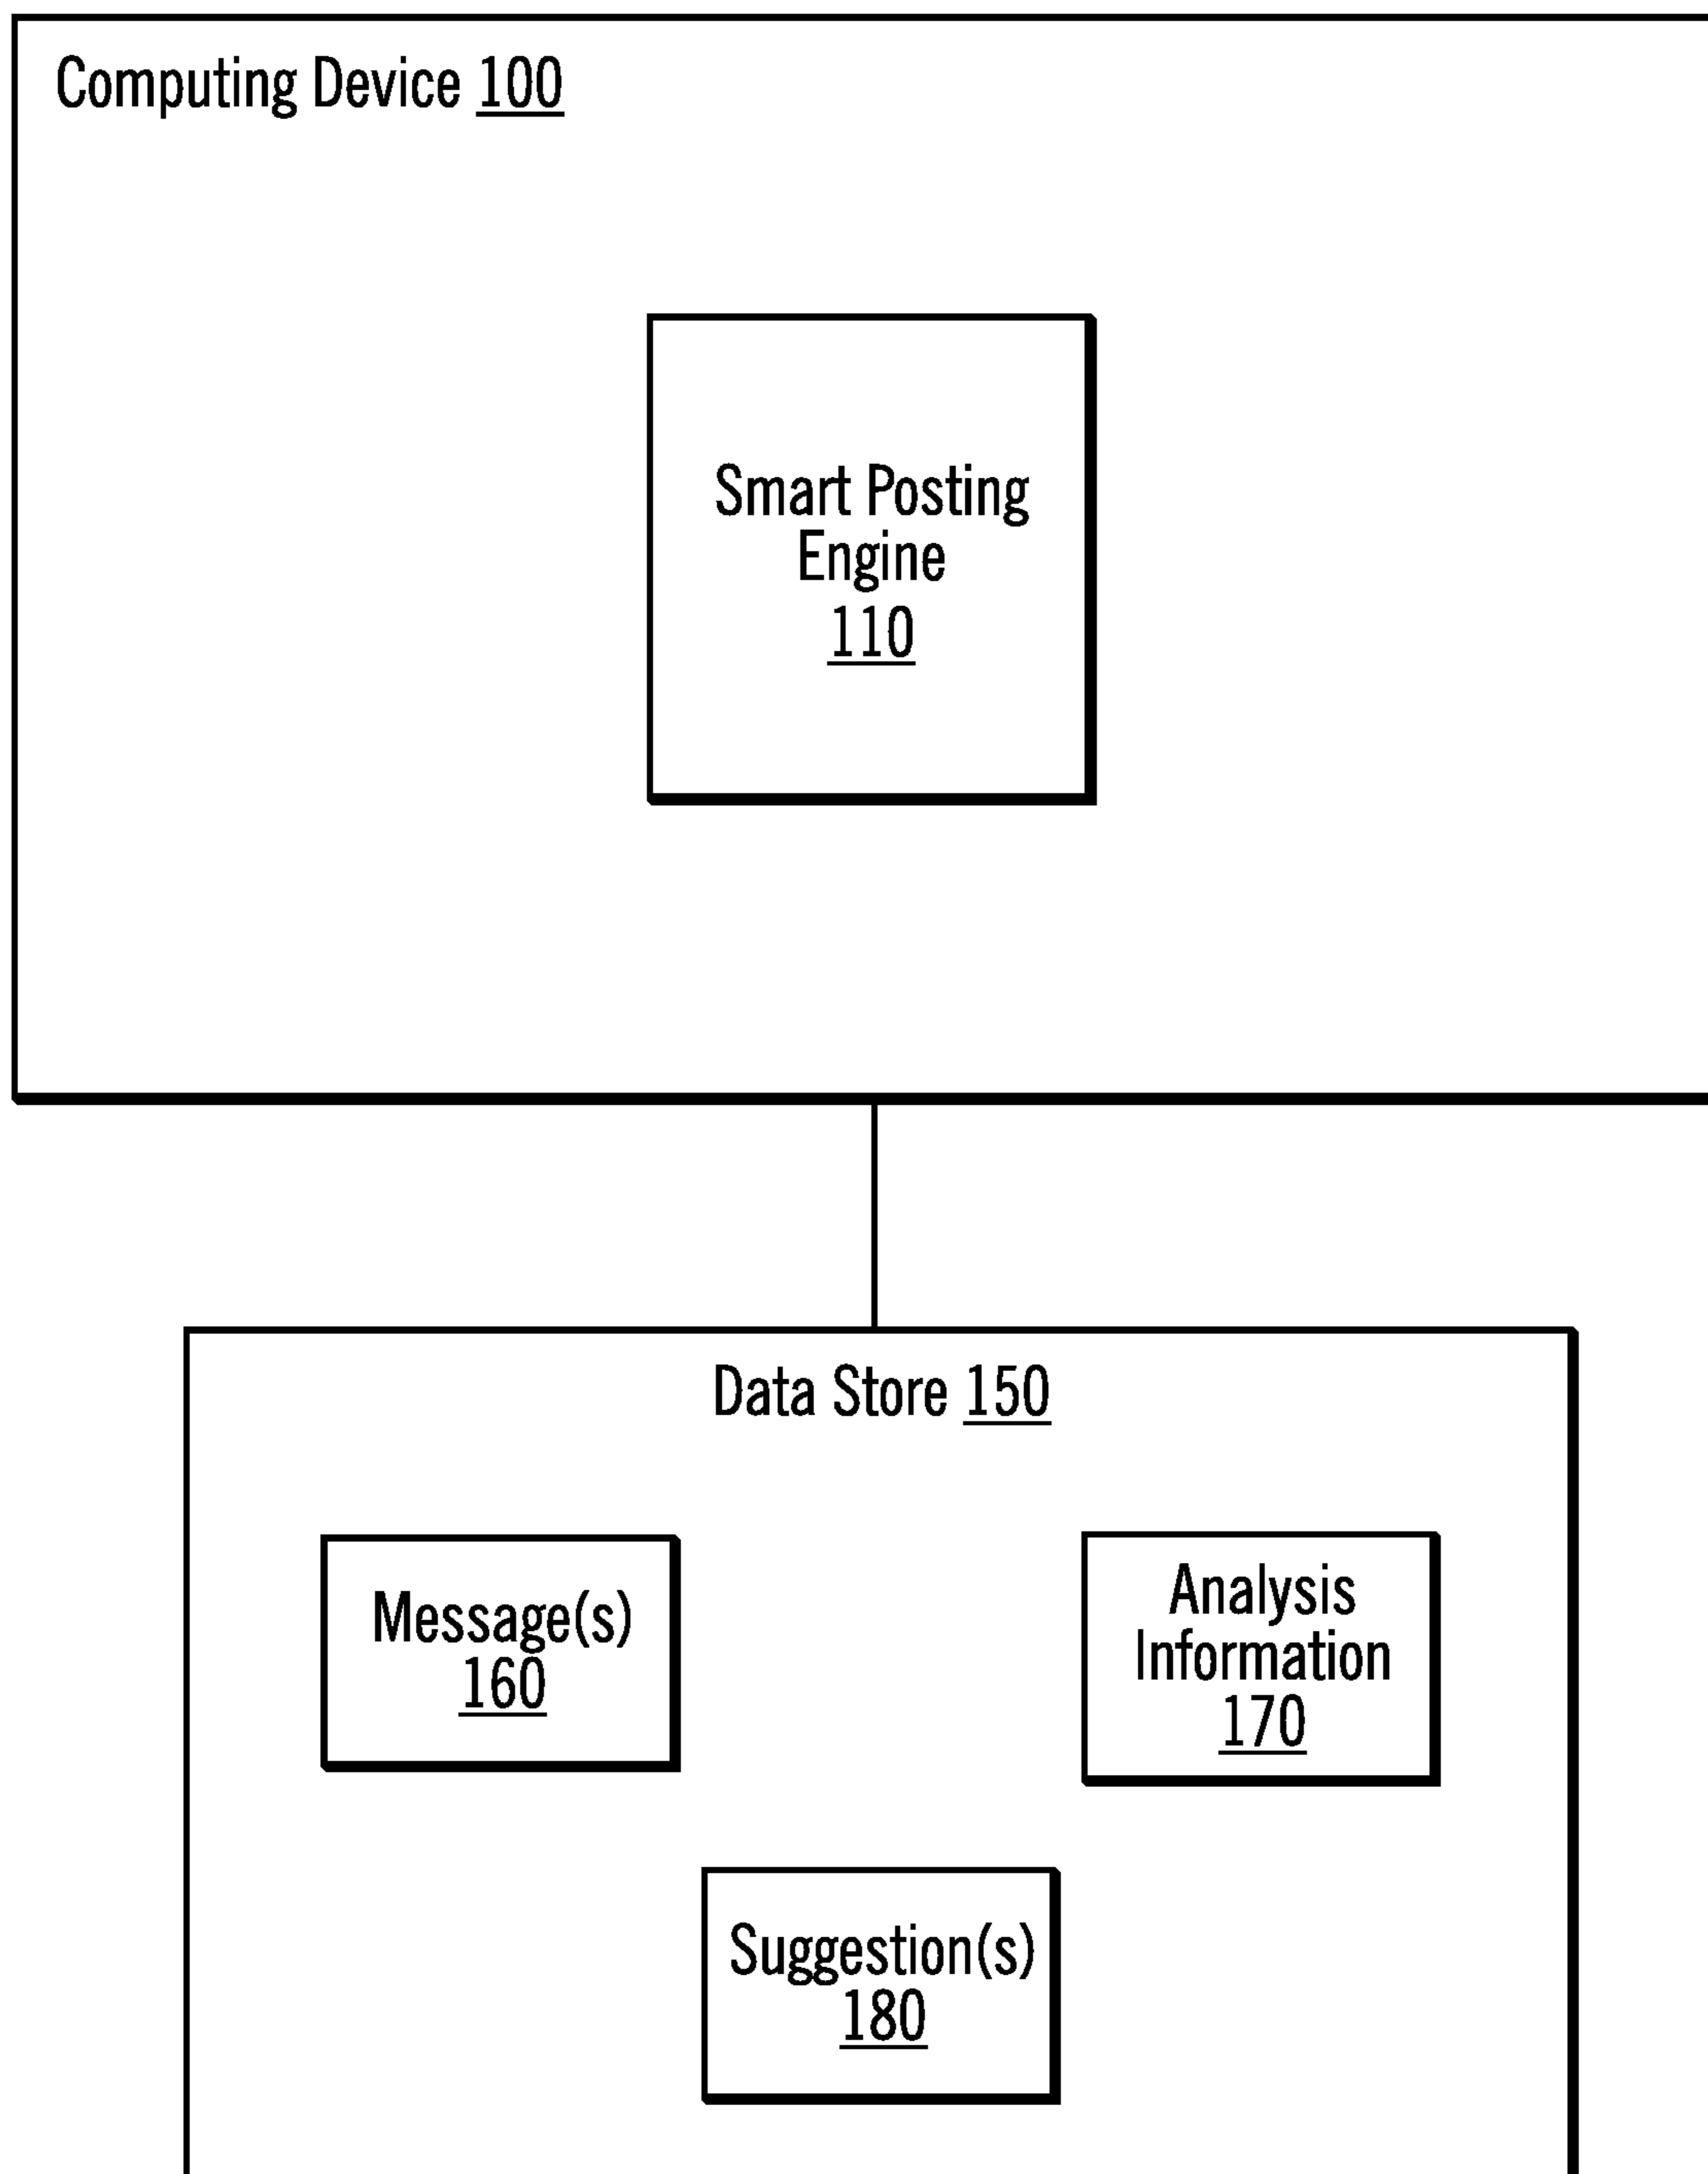 Computing Device 100
Smart Posting
Engine
110
Data Store 150
Message(s)
160
Analysis
Information
170
Suggestion(s)
180